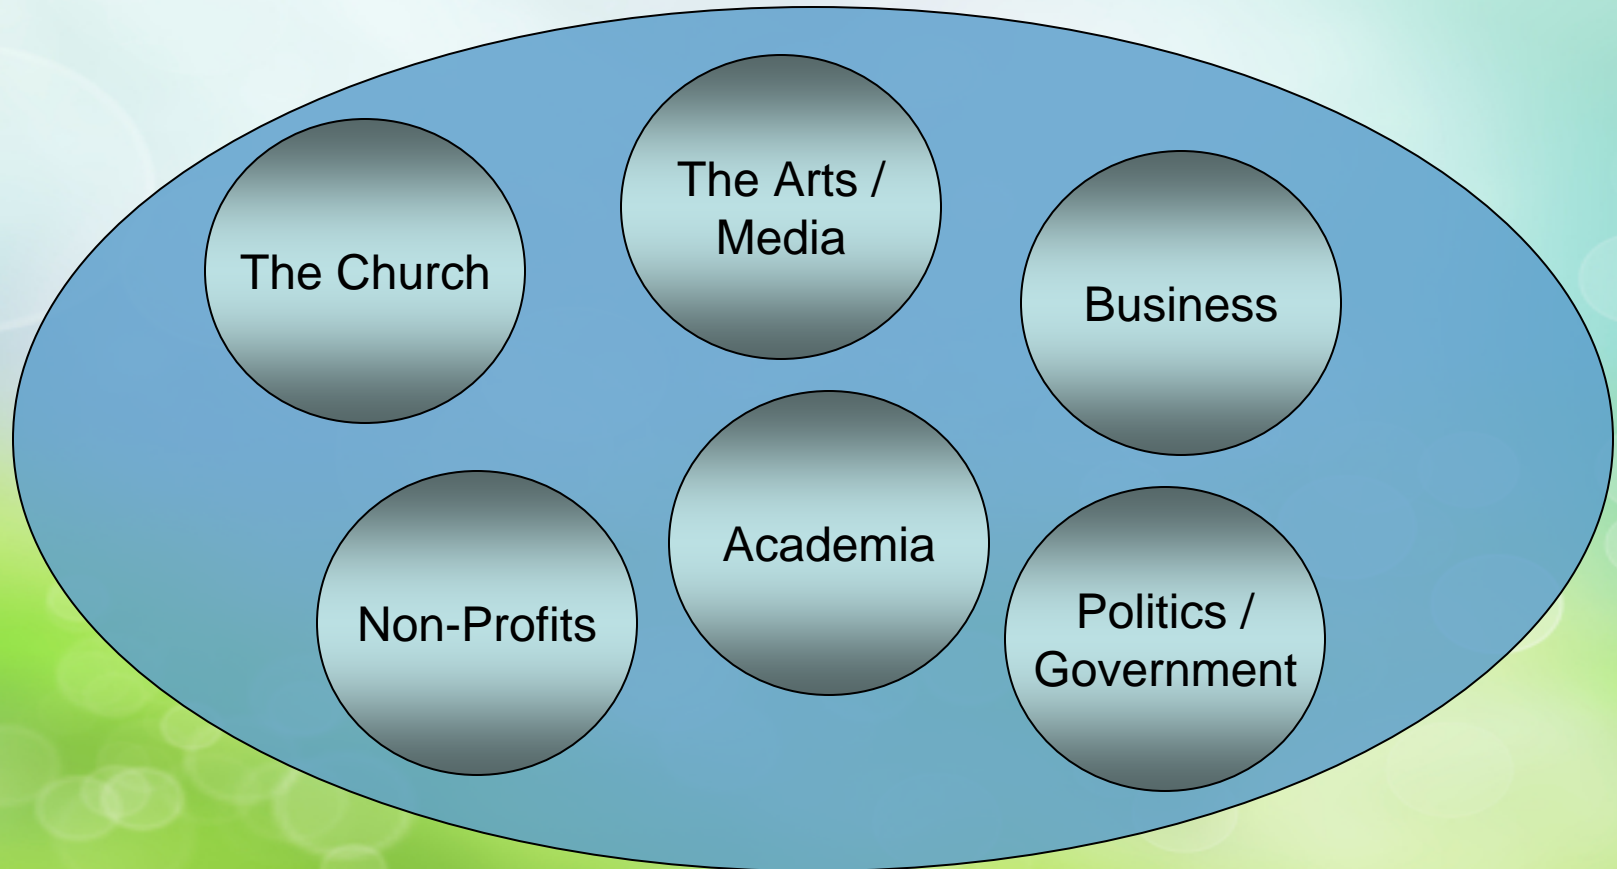 The Church
The Arts /
Media
Business
Non-Profits
Academia
Politics /
Government